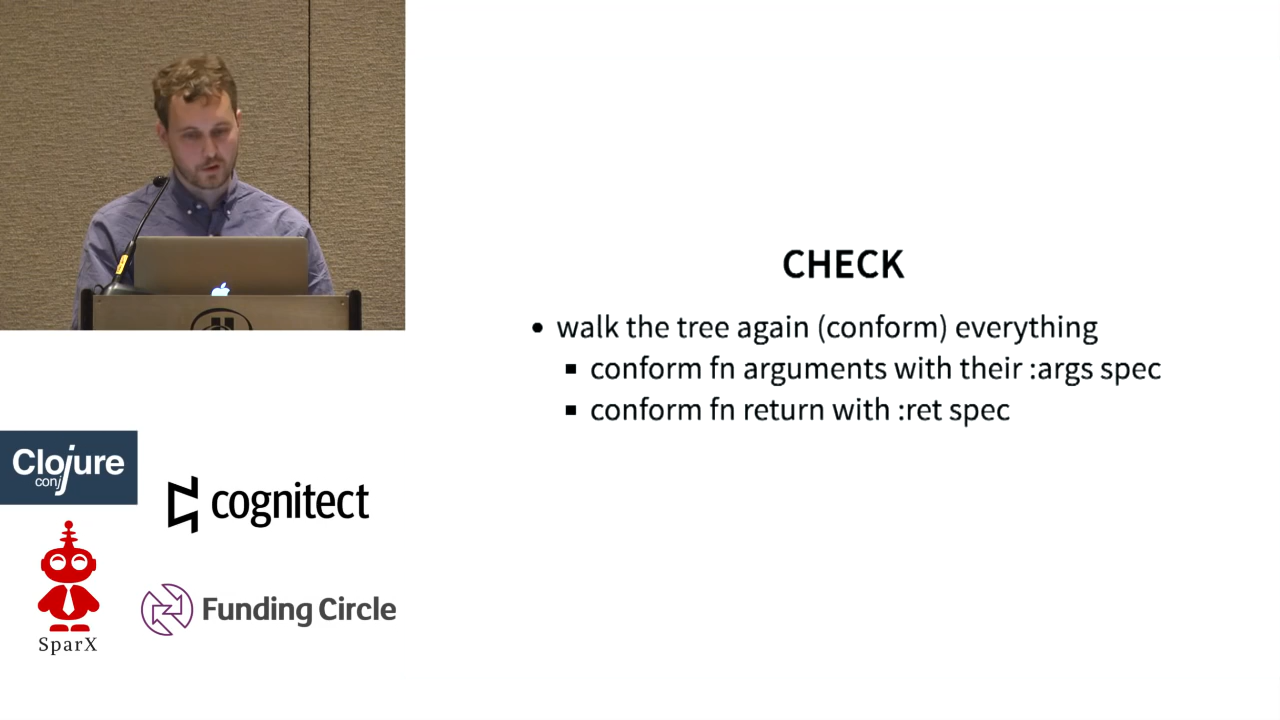 CHECK
walk the tree again (conform) everything
conform fn arguments with their :args spec
conform fn return with :ret spec
Clojure
conj
cognitect
SparX
Funding Circle